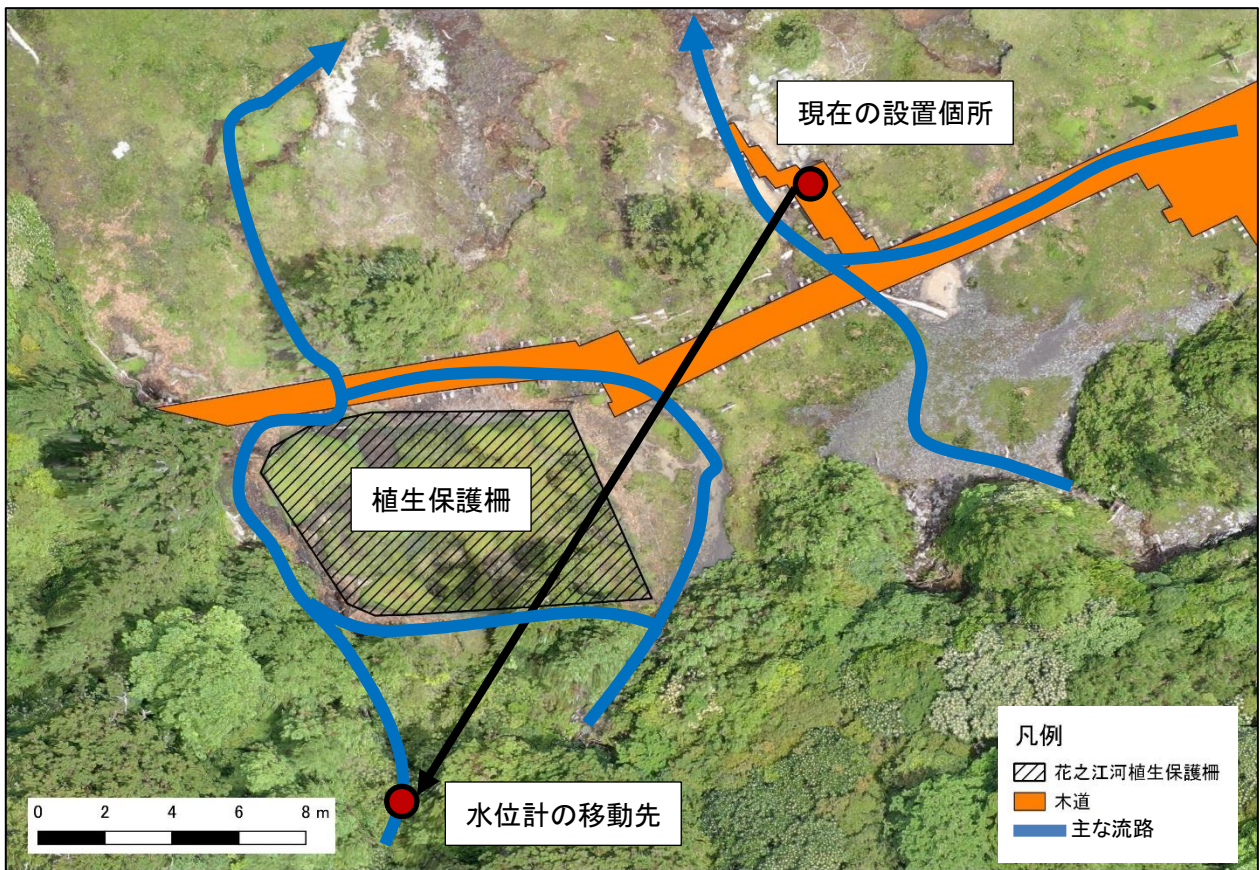 現在の設置個所
植生保護柵
水位計の移動先
0 2 4 6 8 m
凡例
花之江河植生保護柵
木道
主な流路